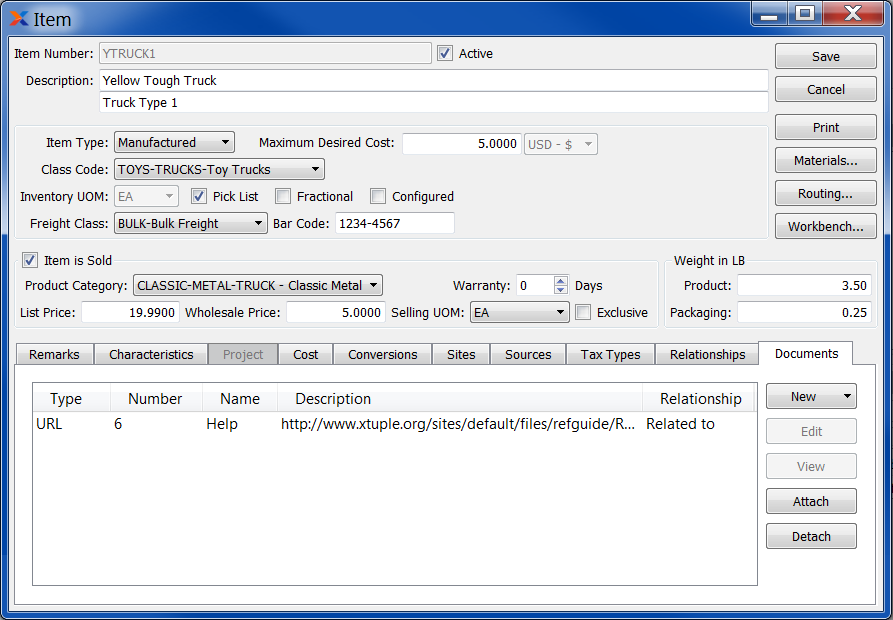 Item
Item Number: YTRUCK1 Active
Save
Description: Yellow Tough Truck
Cancel
Truck Type 1
Print
Item Type: Manufactured Maximum Desired Cost: 5.0000 USD - $
Materials...
Class Code: TOYS-TRUCKS-Toy Trucks
Inventory UOM: EA Pick List Fractional Configured
Routing...
Freight Class: BULK-Bulk Freight Bar Code: 1234-4567
Workbench...
Item is Sold Weight in LB
Product Category: CLASSIC-METAL-TRUCK - Classic Metal Warranty: 0 Days Product: 3.50
List Price: 19.9900 Wholesale Price: 5.0000 Selling UOM: EA Exclusive Packaging: 0.25
Remarks Characteristics Project Cost Conversions Sites Sources Tax Types Relationships Documents
Type Number Name Description Relationship New
URL 6 Help http://www.xtuple.org/sites/default/files/refguide/R... Related to
Edit
View
Attach
Detach